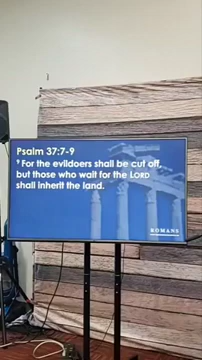 Psalm 37:7-9
9 For the evildoers shall be cut off,
but those who wait for the LORD
shall inherit the land.
ROMANS